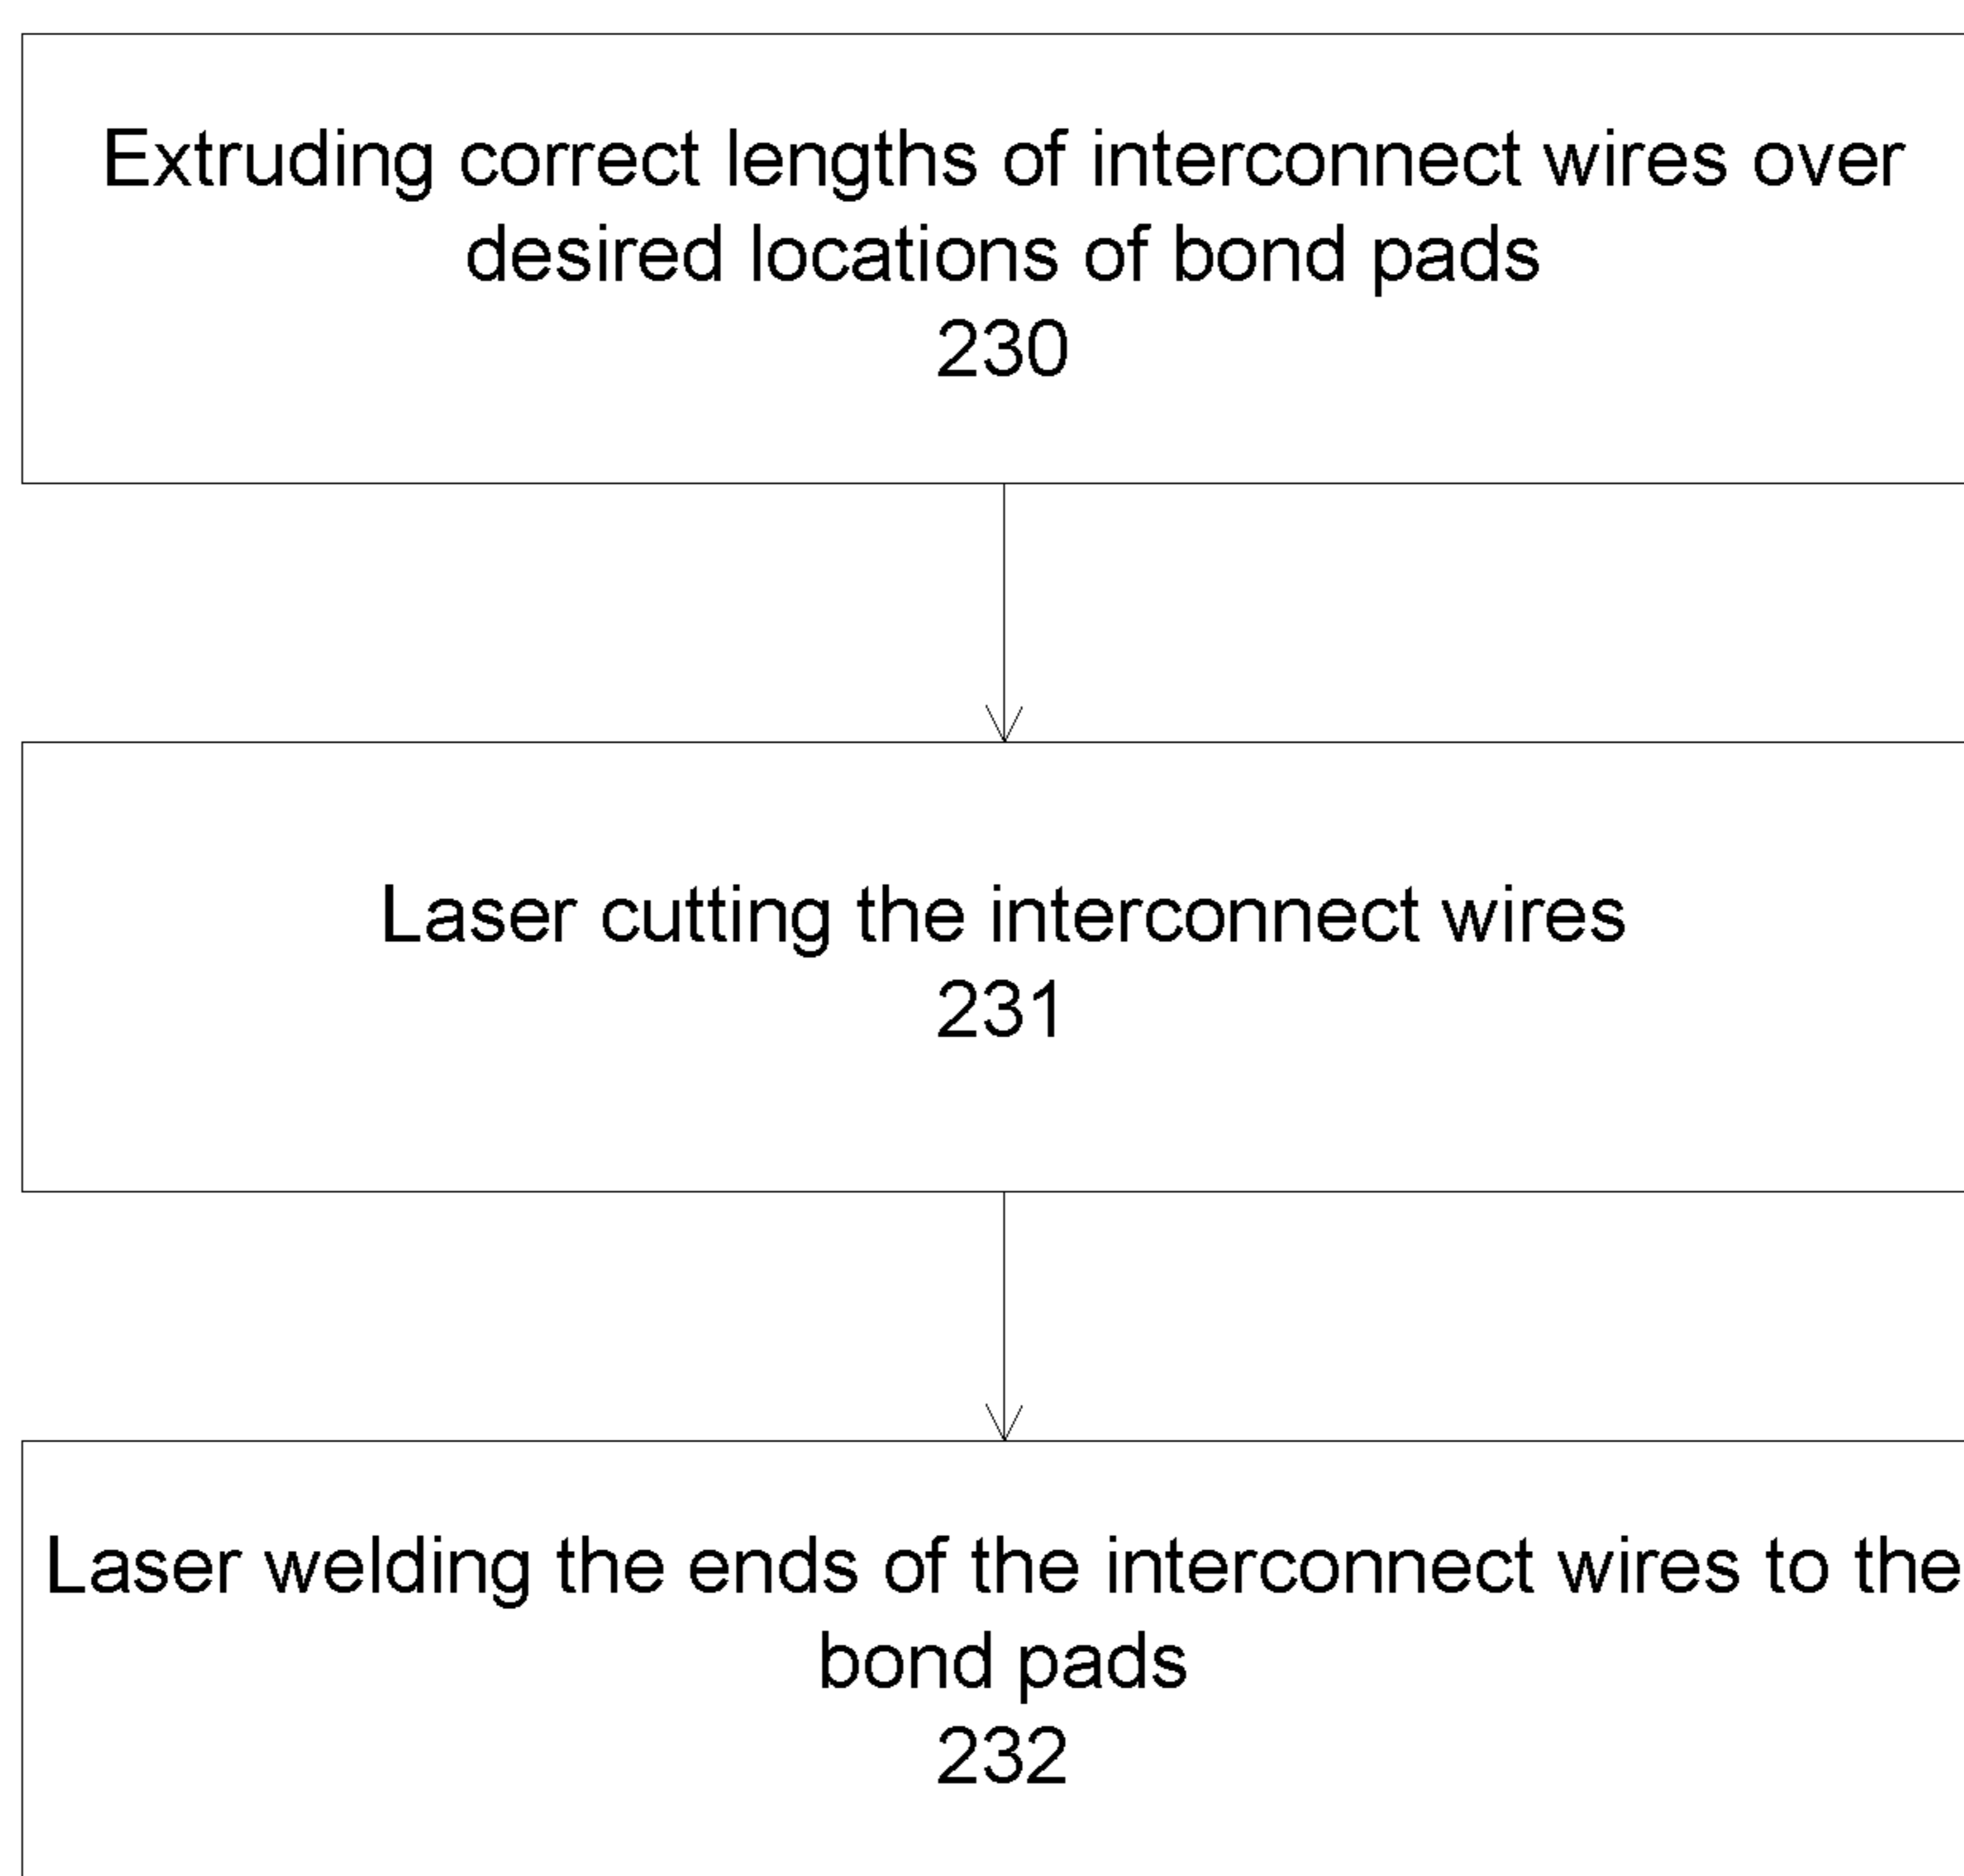 Extruding correct lengths of interconnect wires over
desired locations of bond pads
230
Laser cutting the interconnect wires
231
Laser welding the ends of the interconnect wires to the
bond pads
232